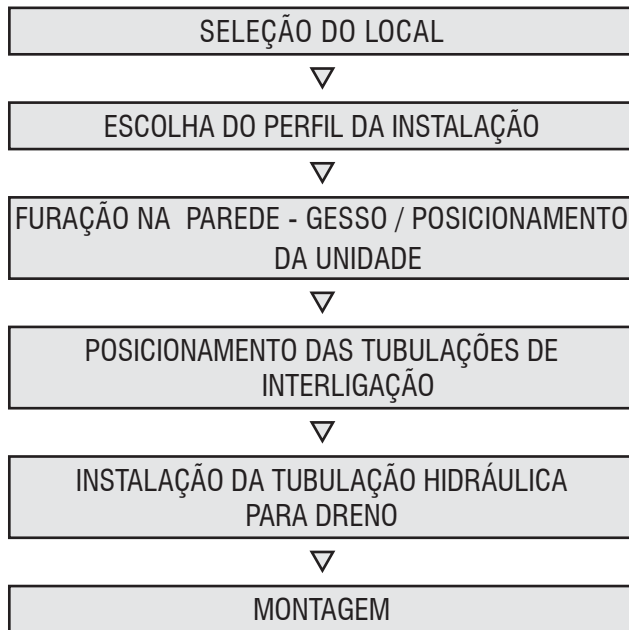 SELEÇÃO DO LOCAL
ESCOLHA DO PERFIL DA INSTALAÇÃO
FURAÇÃO NA PAREDE - GESSO / POSICIONAMENTO
DA UNIDADE
POSICIONAMENTO DAS TUBULAÇÕES DE
INTERLIGAÇÃO
INSTALAÇÃO DA TUBULAÇÃO HIDRÁULICA
PARA DRENO
MONTAGEM